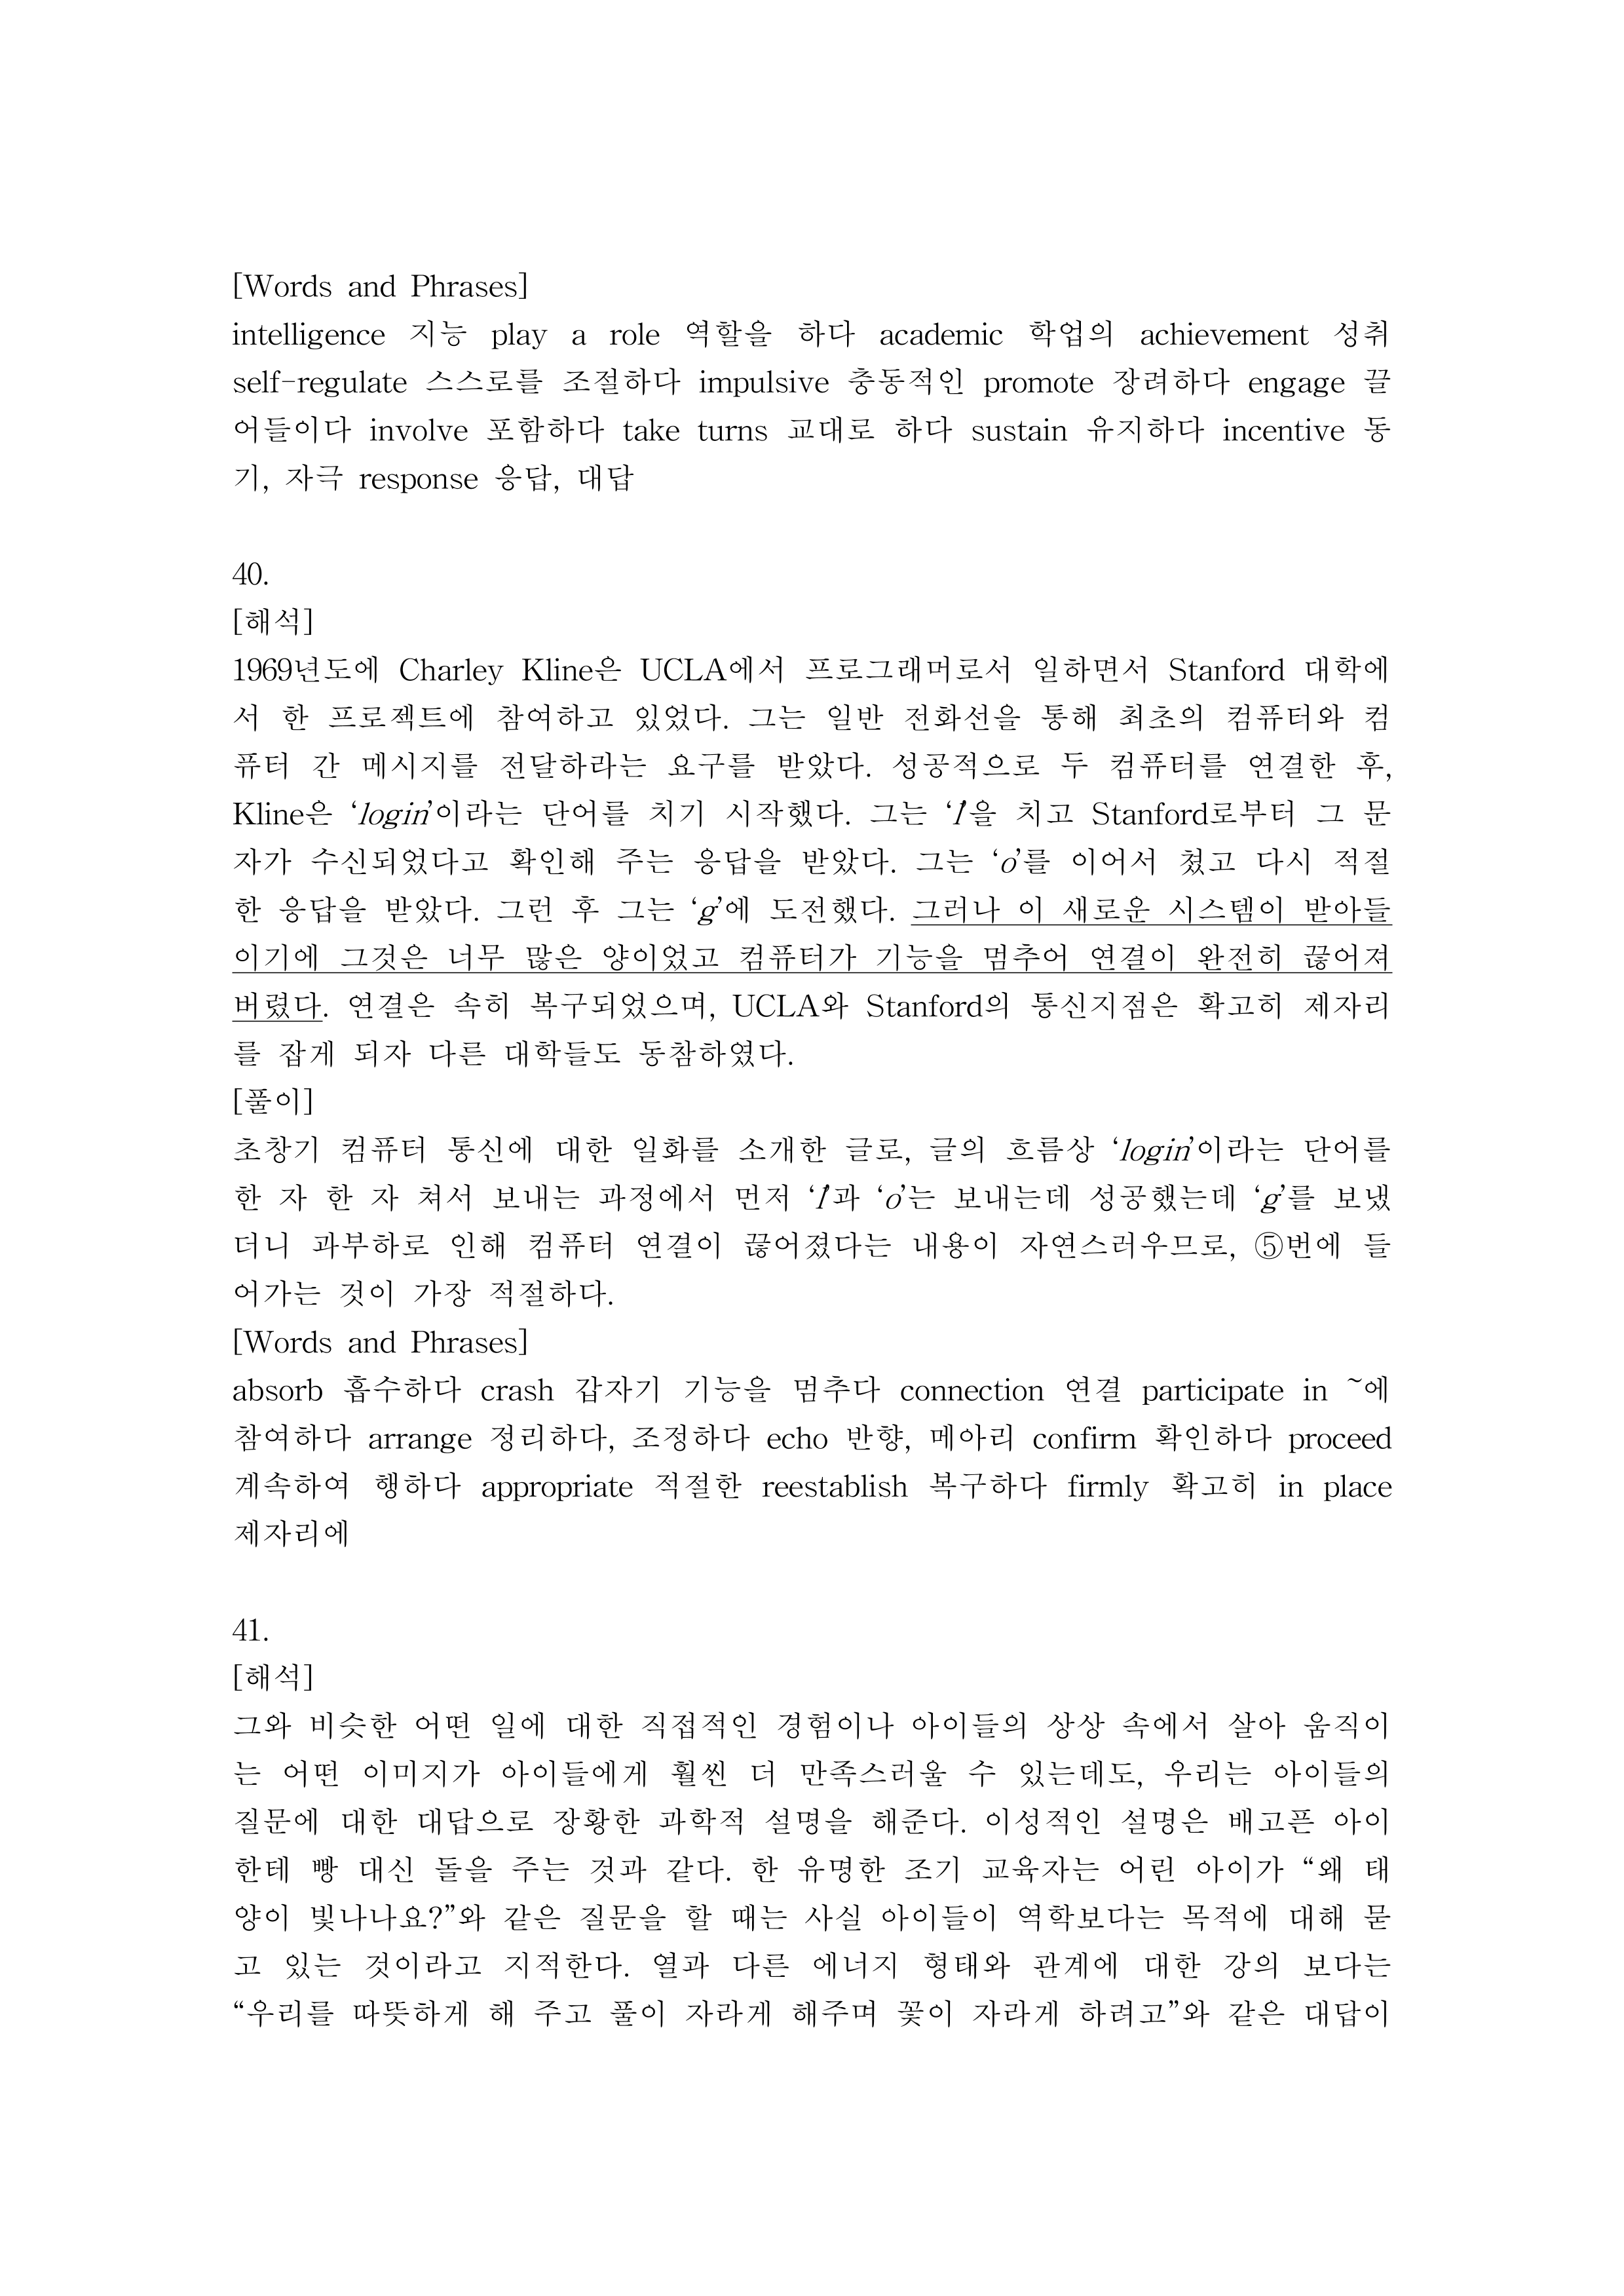 [Words and Phrases]
intelligence 지능 play a role 역할을 하다 academic 학업의 achievement 성취
self-regulate 스스로를 조절하다 impulsive 충동적인 promote 장려하다 engage 끌
어들이다 involve 포함하다 take turns 교대로 하다 sustain 유지하다 incentive 동
기, 자극 response 응답, 대답
40.
[해석]
1969년도에 Charley Kline은 UCLA에서 프로그래머로서 일하면서 Stanford 대학에
서 한 프로젝트에 참여하고 있었다. 그는 일반 전화선을 통해 최초의 컴퓨터와 컴
퓨터 간 메시지를 전달하라는 요구를 받았다. 성공적으로 두 컴퓨터를 연결한 후,
Kline은 ‘login’이라는 단어를 치기 시작했다. 그는 ‘l’을 치고 Stanford로부터 그 문
자가 수신되었다고 확인해 주는 응답을 받았다. 그는 ‘o’를 이어서 쳤고 다시 적절
한 응답을 받았다. 그런 후 그는 ‘g’에 도전했다. 그러나 이 새로운 시스템이 받아들
이기에 그것은 너무 많은 양이었고 컴퓨터가 기능을 멈추어 연결이 완전히 끊어져
버렸다. 연결은 속히 복구되었으며, UCLA와 Stanford의 통신지점은 확고히 제자리
를 잡게 되자 다른 대학들도 동참하였다.
[풀이]
초창기 컴퓨터 통신에 대한 일화를 소개한 글로, 글의 흐름상 ‘login’이라는 단어를
한 자 한 자 쳐서 보내는 과정에서 먼저 ‘l’과 ‘o’는 보내는데 성공했는데 ‘g’를 보냈
더니 과부하로 인해 컴퓨터 연결이 끊어졌다는 내용이 자연스러우므로, ⑤번에 들
어가는 것이 가장 적절하다.
[Words and Phrases]
absorb 흡수하다 crash 갑자기 기능을 멈추다 connection 연결 participate in ~에
참여하다 arrange 정리하다, 조정하다 echo 반향, 메아리 confirm 확인하다 proceed
계속하여 행하다 appropriate 적절한 reestablish 복구하다 firmly 확고히 in place
제자리에
41.
[해석]
그와 비슷한 어떤 일에 대한 직접적인 경험이나 아이들의 상상 속에서 살아 움직이
는 어떤 이미지가 아이들에게 훨씬 더 만족스러울 수 있는데도, 우리는 아이들의
질문에 대한 대답으로 장황한 과학적 설명을 해준다. 이성적인 설명은 배고픈 아이
한테 빵 대신 돌을 주는 것과 같다. 한 유명한 조기 교육자는 어린 아이가 “왜 태
양이 빛나나요?”와 같은 질문을 할 때는 사실 아이들이 역학보다는 목적에 대해 묻
고 있는 것이라고 지적한다. 열과 다른 에너지 형태와 관계에 대한 강의 보다는
“우리를 따뜻하게 해 주고 풀이 자라게 해주며 꽃이 자라게 하려고”와 같은 대답이